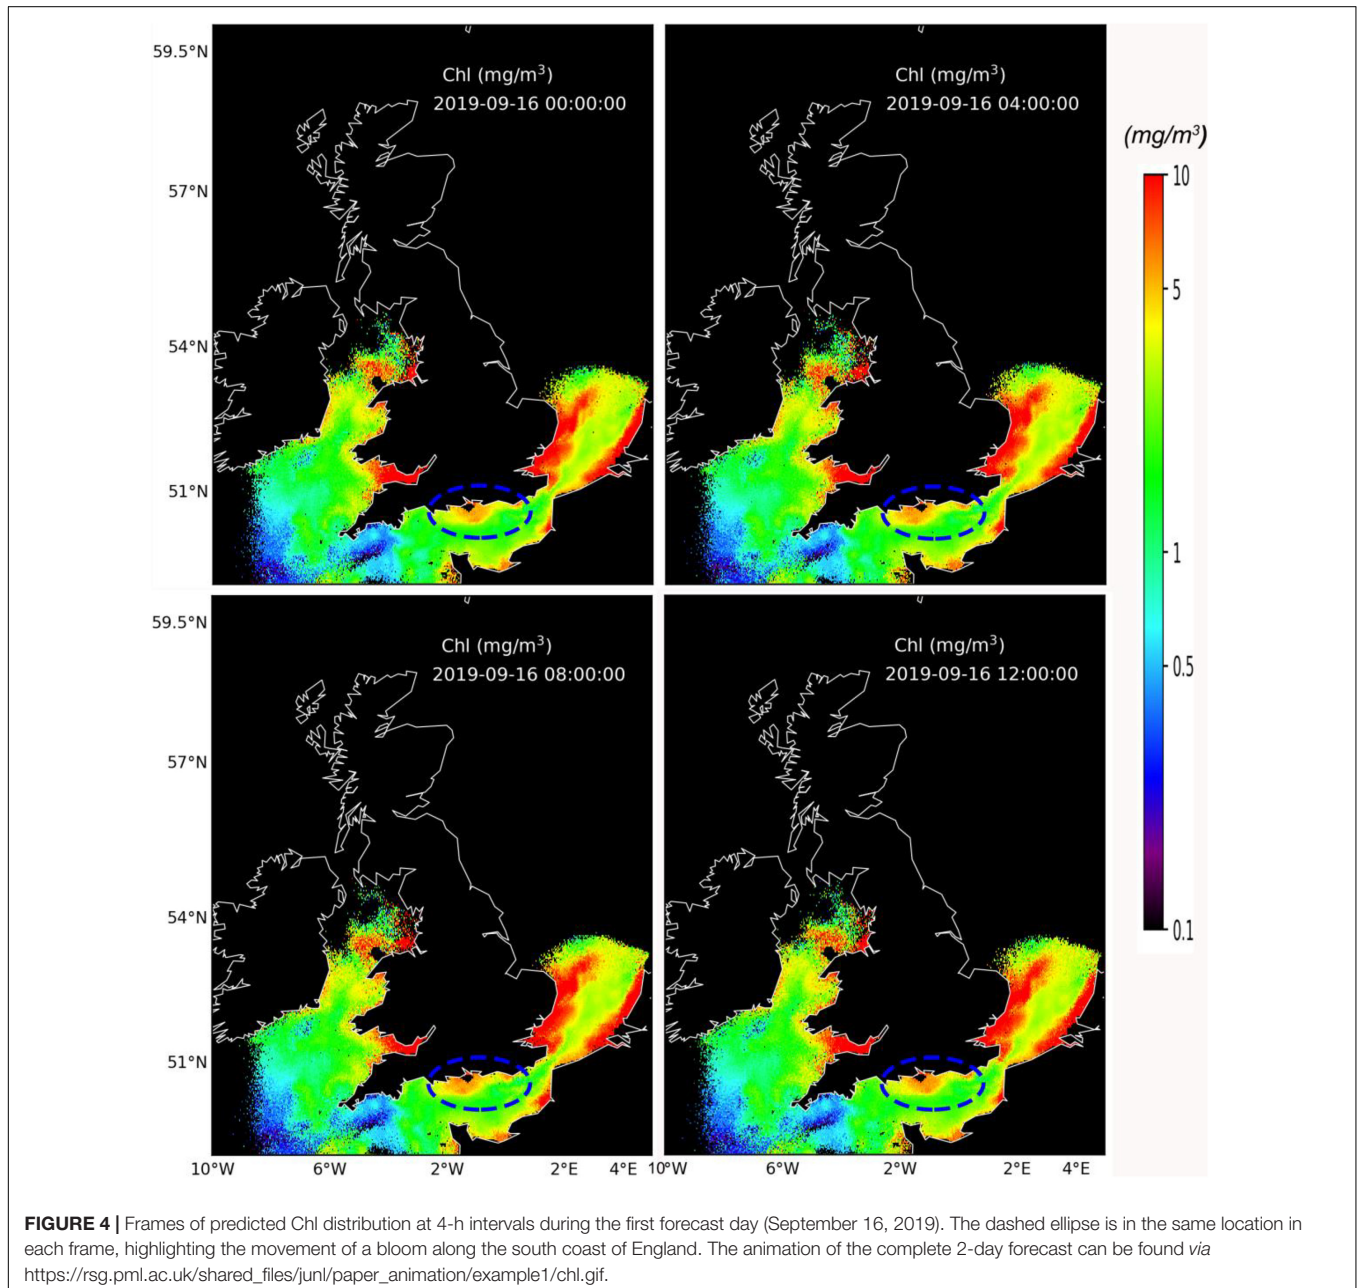 59.5°N
Chl (mg/m³)
2019-09-16 00:00:00
Chl (mg/m³)
2019-09-16 04:00:00
(mg/m³)
10
57°N
5
54°N
51°N
1
59.5°N
Chl (mg/m³)
2019-09-16 08:00:00
Chl (mg/m³)
2019-09-16 12:00:00
0.5
57°N
54°N
0.1
51°N
10°W 6°W 2°W 2°E 4°E 10°W 6°W 2°W 2°E 4°E
FIGURE 4 | Frames of predicted Chl distribution at 4-h intervals during the first forecast day (September 16, 2019). The dashed ellipse is in the same location in
each frame, highlighting the movement of a bloom along the south coast of England. The animation of the complete 2-day forecast can be found via
https://rsg.pml.ac.uk/shared_files/junl/paper_animation/example1/chl.gif.